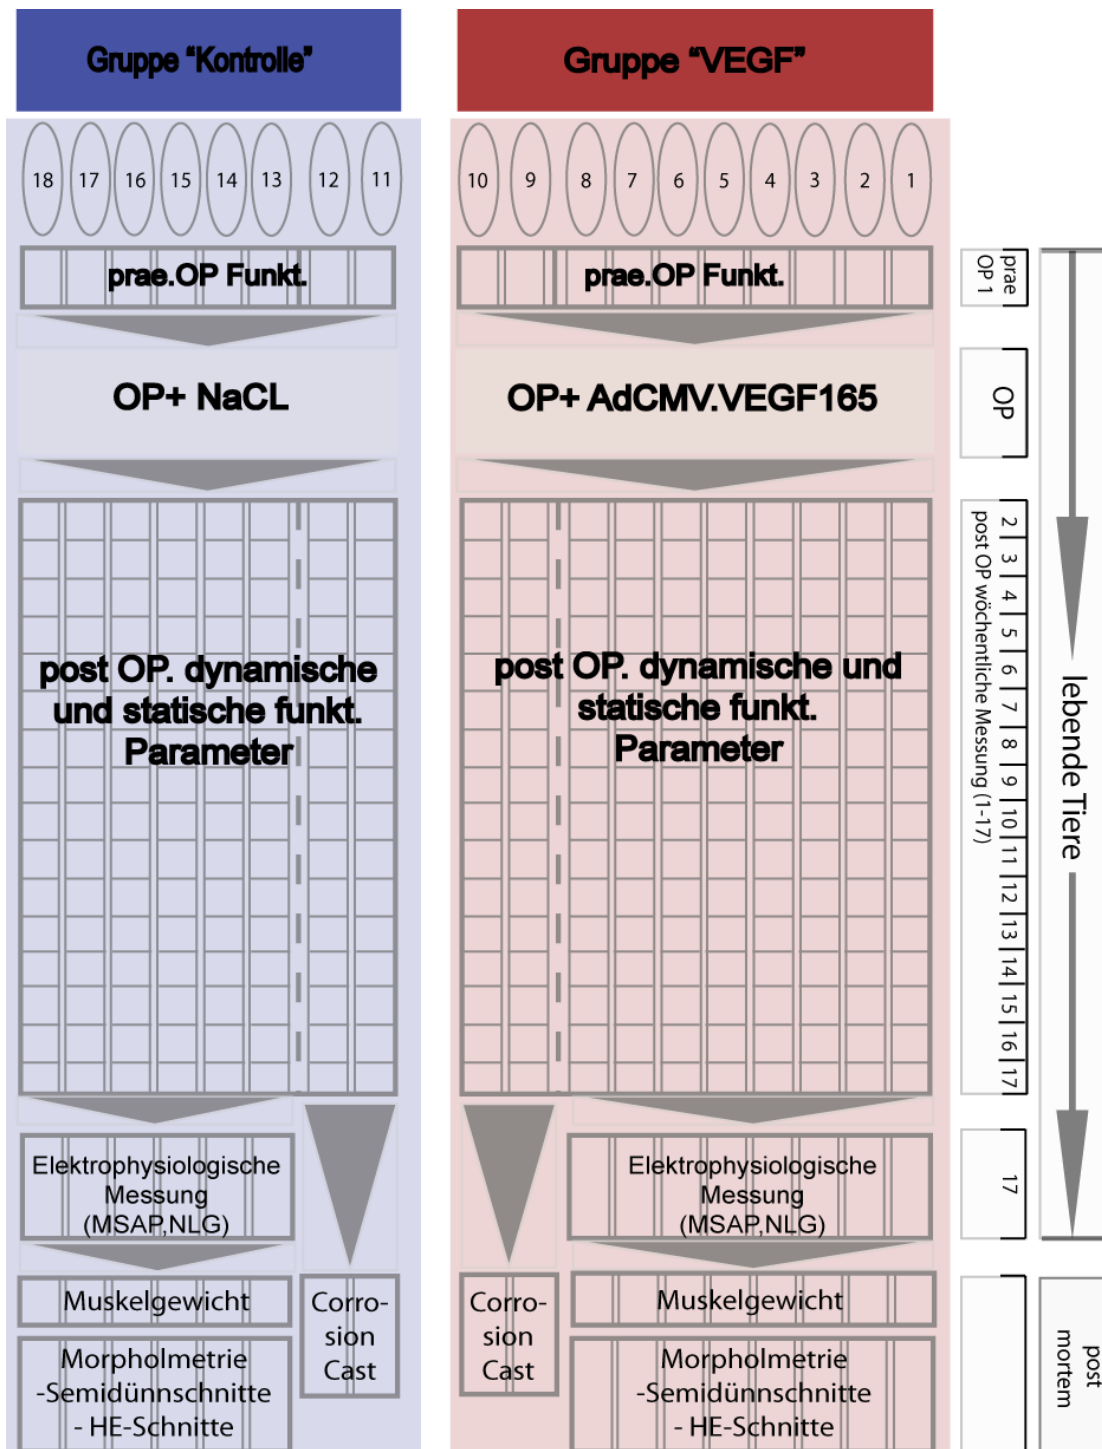 Gruppe “Kontrolle”
Gruppe “VEGF”
18 17 16 15 14 13 12 11
10 9 8 7 6 5 4 3 2 1
prae.OP Funkt.
prae.OP Funkt.
prae
OP 1
OP+ NaCL
OP+ AdCMV.VEGF165
OP
post OP. dynamische
und statische funkt.
Parameter
post OP. dynamische und
statische funkt.
Parameter
2 3 4 5 6 7 8 9 10 11 12 13 14 15 16 17
post OP wöchentliche Messung (1-17)
lebende Tiere
Elektrophysiologische
Messung
(MSAP,NLG)
Elektrophysiologische
Messung
(MSAP,NLG)
17
Muskelgewicht
Corro-
sion
Cast
Corro-
sion
Cast
Muskelgewicht
Morpholmetrie
-Semidünnschnitte
- HE-Schnitte
Morpholmetrie
-Semidünnschnitte
- HE-Schnitte
post
mortem